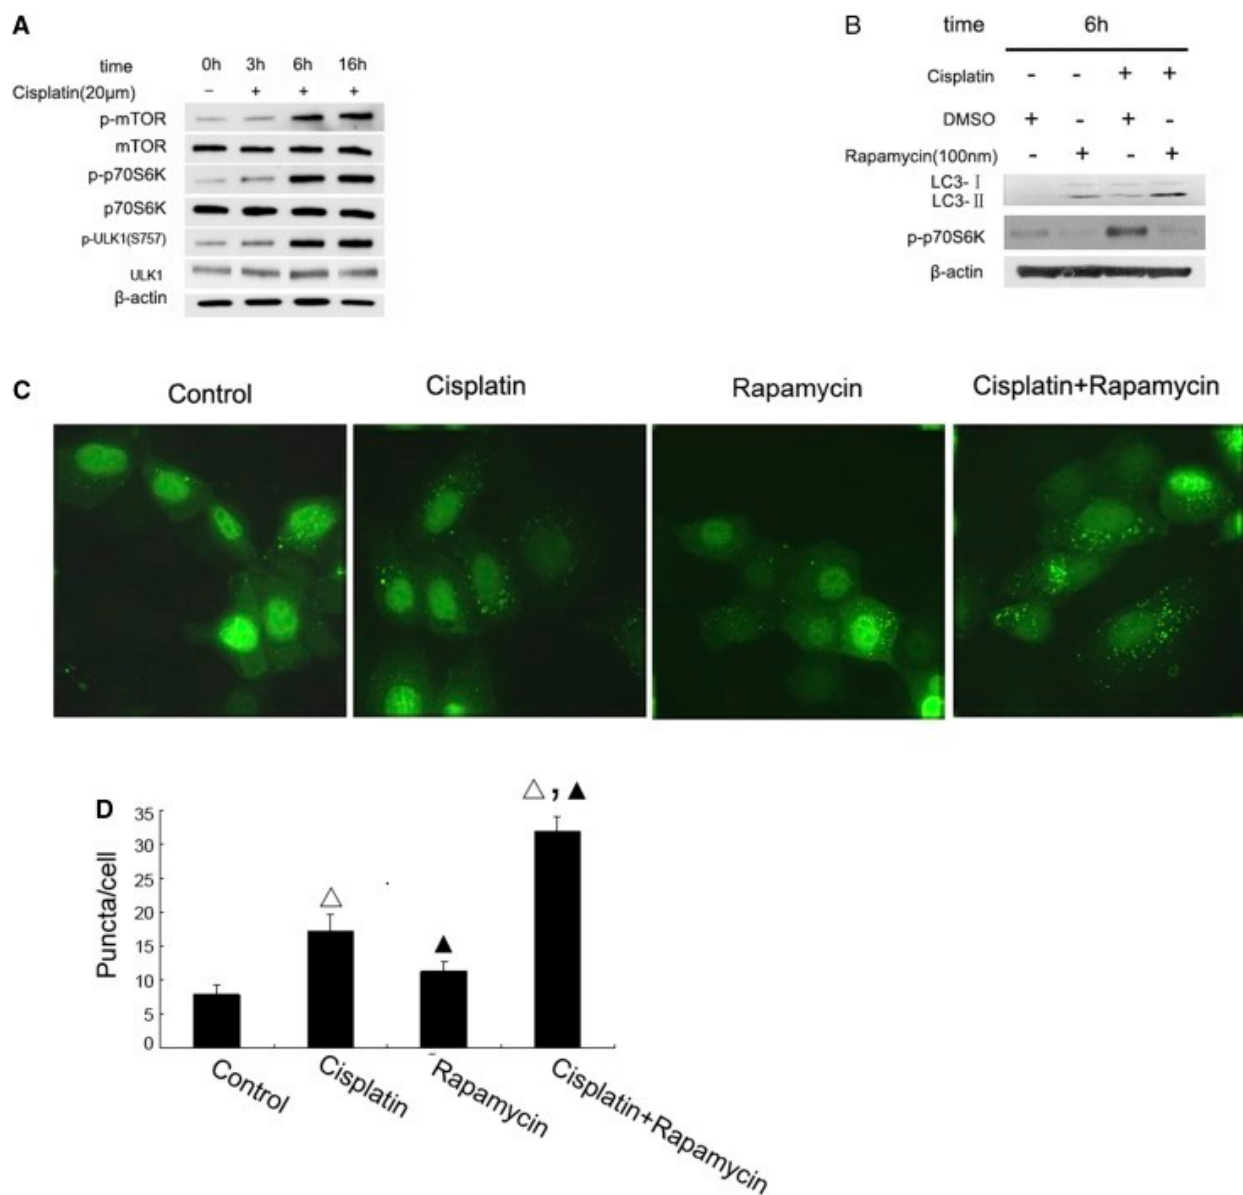 A
time 0h 3h 6h 16h
Cisplatin(20μm) - + + +
p-mTOR
mTOR
p-p70S6K
p70S6K
p-ULK1(S757)
ULK1
β-actin
B time 6h
Cisplatin - - + +
DMSO + - + -
Rapamycin(100nm) - + - +
LC3-Ⅰ
LC3-Ⅱ
p-p70S6K
β-actin
C Control Cisplatin Rapamycin Cisplatin+Rapamycin
D
△,▲
△
▲
Puncta/cell
35
30
25
20
15
10
5
0
Control Cisplatin Rapamycin Cisplatin+Rapamycin